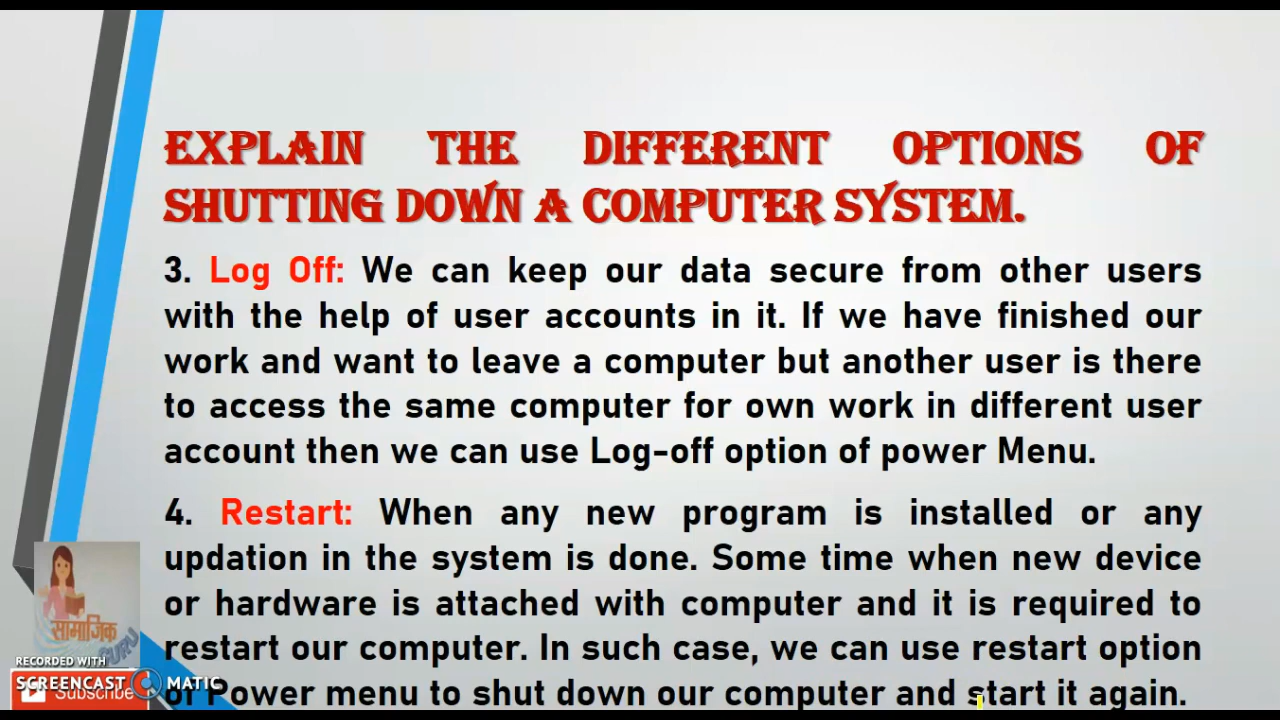 EXPLAIN THE DIFFERENT OPTIONS OF
SHUTTING DOWN A COMPUTER SYSTEM.
3. Log Off: We can keep our data secure from other users
with the help of user accounts in it. If we have finished our
work and want to leave a computer but another user is there
to access the same computer for own work in different user
account then we can use Log-off option of power Menu.
4. Restart: When any new program is installed or any
updation in the system is done. Some time when new device
or hardware is attached with computer and it is required to
restart our computer. In such case, we can use restart option
of Power menu to shut down our computer and start it again.
सामाजिक
GURU
RECORDED WITH
SCREENCAST MATIC
Subscribe